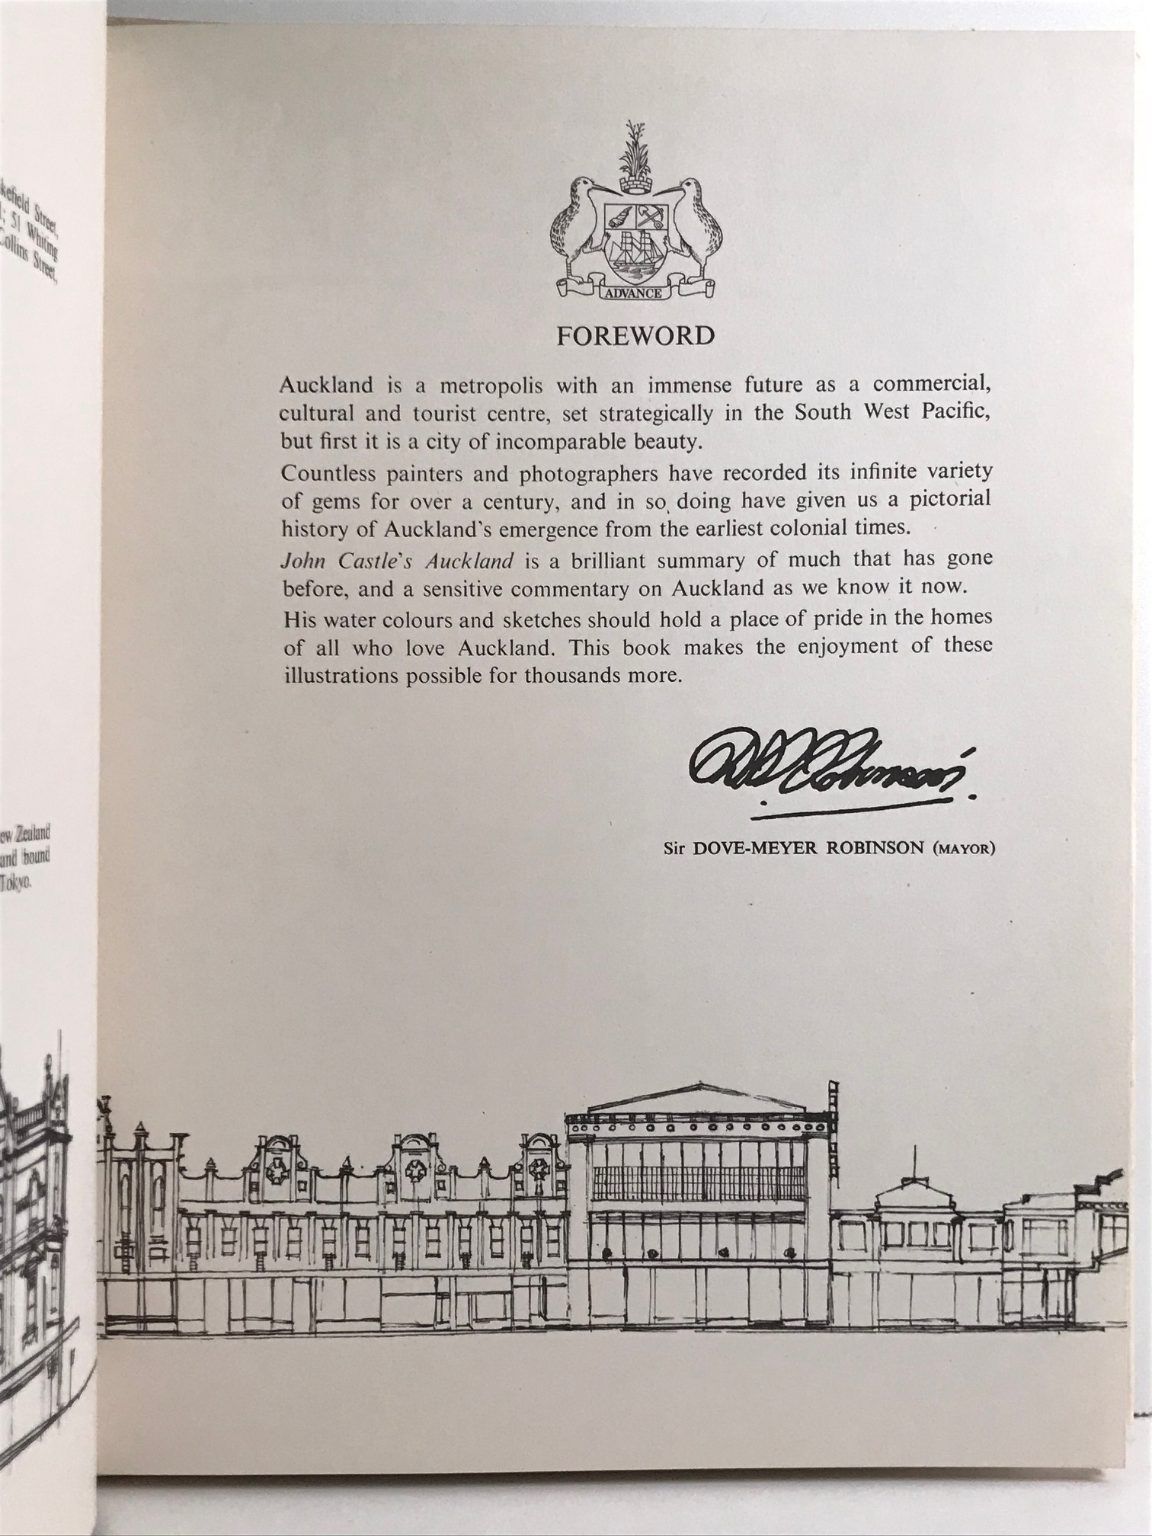 kefield Street,
; 51 Whiting
Collins Street,
ew Zealand
and bound
Tokyo.
ADVANCE
FOREWORD
Auckland is a metropolis with an immense future as a commercial,
cultural and tourist centre, set strategically in the South West Pacific,
but first it is a city of incomparable beauty.
Countless painters and photographers have recorded its infinite variety
of gems for over a century, and in so doing have given us a pictorial
history of Auckland's emergence from the earliest colonial times.
John Castle's Auckland is a brilliant summary of much that has gone
before, and a sensitive commentary on Auckland as we know it now.
His water colours and sketches should hold a place of pride in the homes
of all who love Auckland. This book makes the enjoyment of these
illustrations possible for thousands more.
Robinson
Sir DOVE-MEYER ROBINSON (MAYOR)